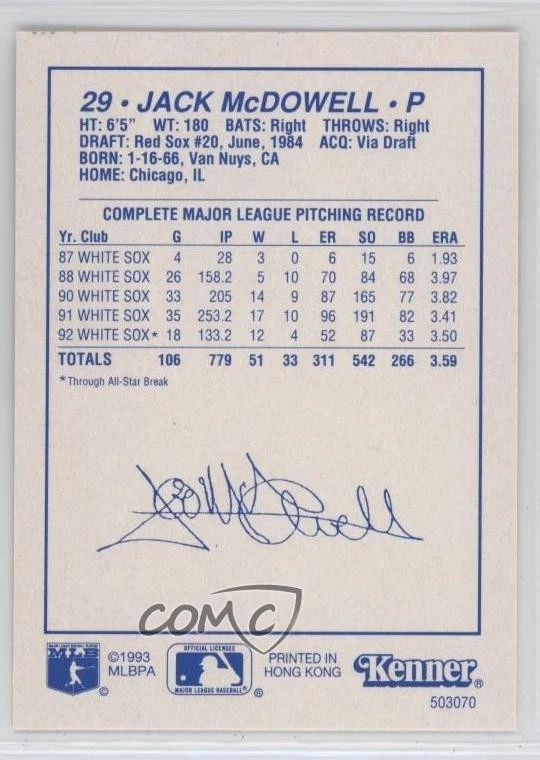 29 • JACK McDOWELL • P
HT: 6'5" WT: 180 BATS: Right THROWS: Right
DRAFT: Red Sox #20, June, 1984 ACQ: Via Draft
BORN: 1-16-66, Van Nuys, CA
HOME: Chicago, IL
COMPLETE MAJOR LEAGUE PITCHING RECORD
Yr. Club G IP W L ER SO BB ERA
87 WHITE SOX 4 28 3 0 6 15 6 1.93
88 WHITE SOX 26 158.2 5 10 70 84 68 3.97
90 WHITE SOX 33 205 14 9 87 165 77 3.82
91 WHITE SOX 35 253.2 17 10 96 191 82 3.41
92 WHITE SOX* 18 133.2 12 4 52 87 33 3.50
TOTALS 106 779 51 33 311 542 266 3.59
*Through All-Star Break
Jack McDowell
COMC
MLB
©
©1993
MLBPA
OFFICIAL LICENSEE
MAJOR LEAGUE BASEBALL
®
PRINTED IN
HONG KONG
Kenner®
503070